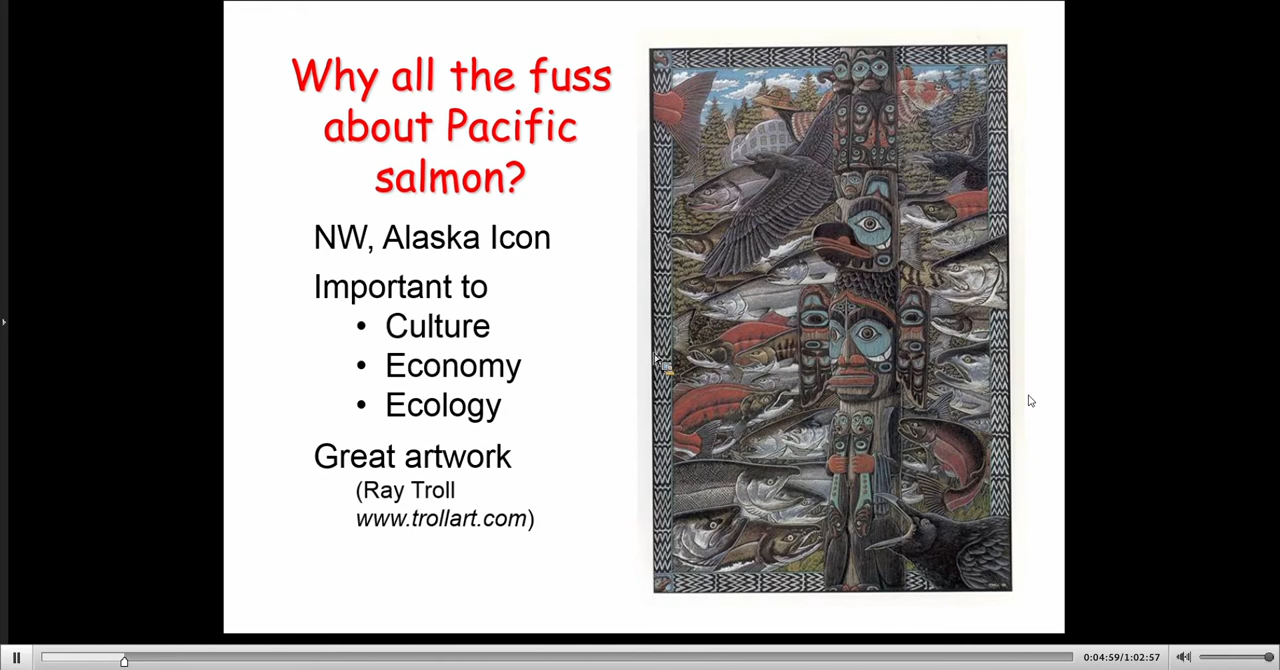 Why all the fuss
about Pacific
salmon?
NW, Alaska Icon
Important to
• Culture
• Economy
• Ecology
Great artwork
(Ray Troll
www.trollart.com)
0:04:59/1:02:57